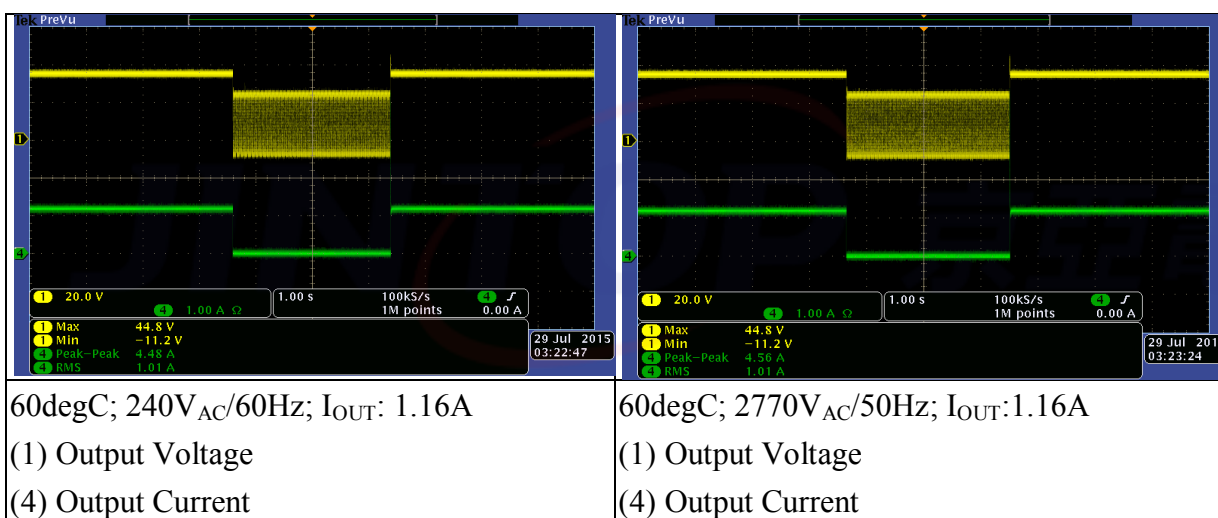 Tek PreVu
1
4
1 20.0 V
4 1.00 A Ω
1.00 s
100kS/s
1M points
4 ∫
0.00 A
1 Max 44.8 V
1 Min −11.2 V
4 Peak−Peak 4.48 A
4 RMS 1.01 A
29 Jul 2015
03:22:47
60degC; 240VAC/60Hz; IOUT: 1.16A
(1) Output Voltage
(4) Output Current
Tek PreVu
1
4
1 20.0 V
4 1.00 A Ω
1.00 s
100kS/s
1M points
4 ∫
0.00 A
1 Max 44.8 V
1 Min −11.2 V
4 Peak−Peak 4.56 A
4 RMS 1.01 A
29 Jul 201
03:23:24
60degC; 2770VAC/50Hz; IOUT:1.16A
(1) Output Voltage
(4) Output Current
JINTOP